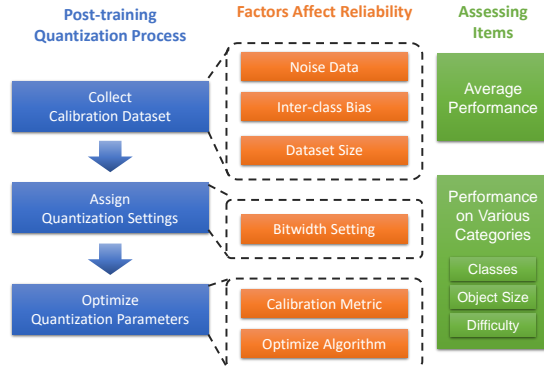 Post-training
Quantization Process
Factors Affect Reliability
Assessing
Items
Collect
Calibration Dataset
Noise Data
Inter-class Bias
Dataset Size
Average
Performance
Assign
Quantization Settings
Bitwidth Setting
Performance
on Various
Categories
Classes
Object Size
Difficulty
Optimize
Quantization Parameters
Calibration Metric
Optimize Algorithm